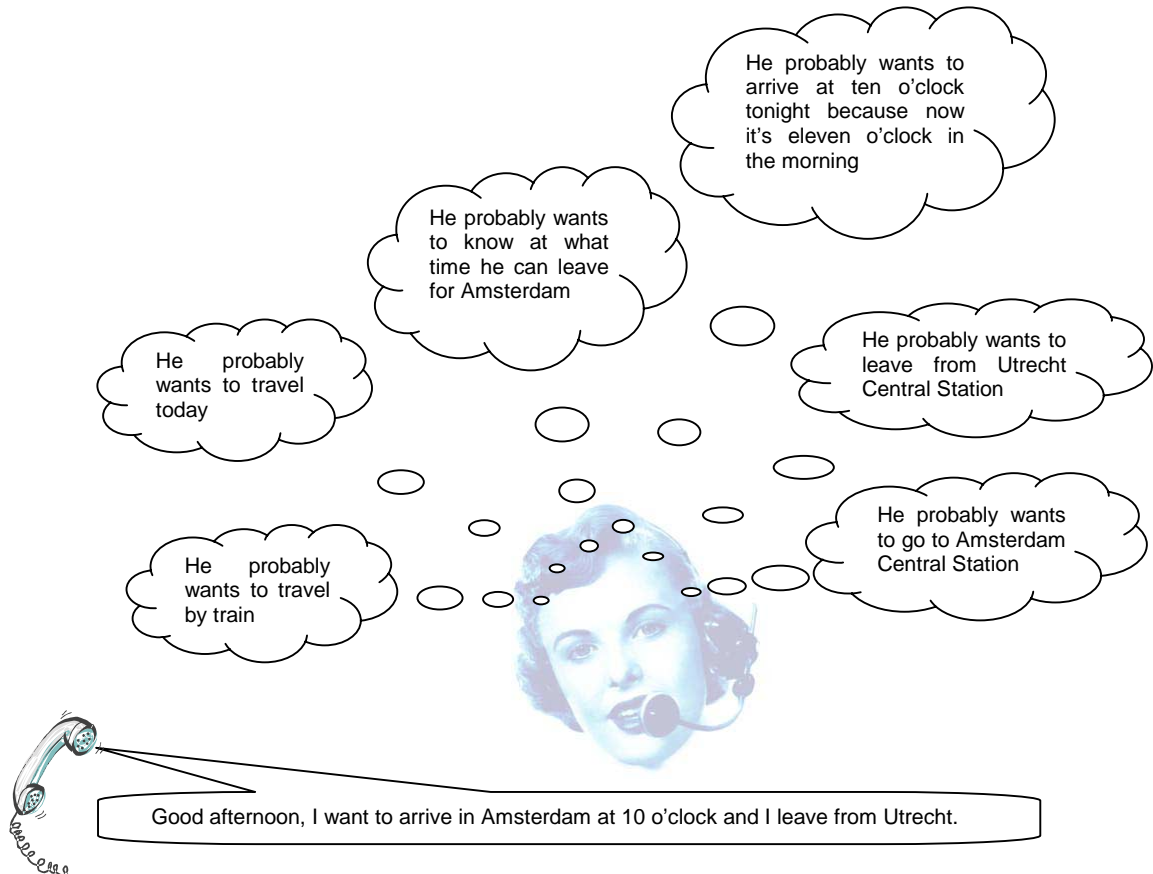 He probably wants to
arrive at ten o'clock
tonight because now
it's eleven o'clock in
the morning
He probably wants
to know at what
time he can leave
for Amsterdam
He probably
wants to travel
today
He probably wants to
leave from Utrecht
Central Station
He probably wants
to go to Amsterdam
Central Station
He probably
wants to travel
by train
Good afternoon, I want to arrive in Amsterdam at 10 o'clock and I leave from Utrecht.